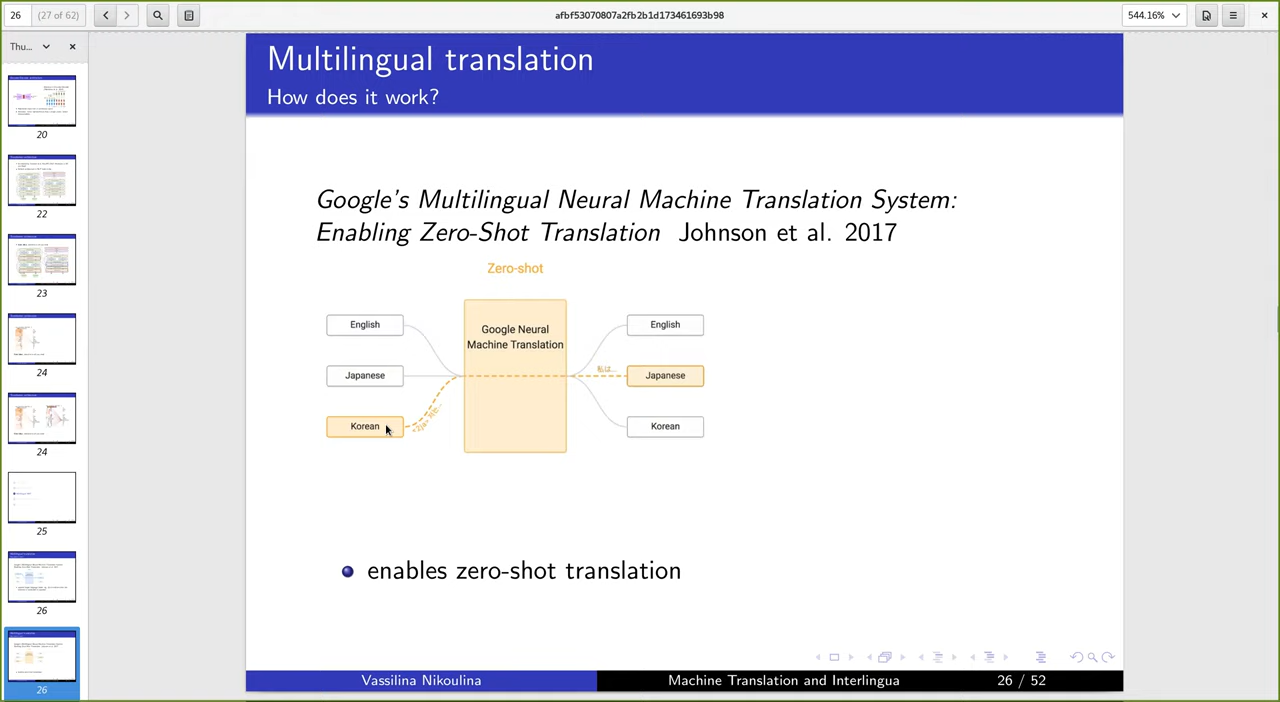 26 (27 of 62)
afbf53070807a2fb2b1d173461693b98
544.16%
Thu...
20
22
23
24
24
25
26
26
Multilingual translation
How does it work?
Google's Multilingual Neural Machine Translation System:
Enabling Zero-Shot Translation Johnson et al. 2017
Zero-shot
English
Japanese
Korean
Google Neural
Machine Translation
私は...
English
Japanese
Korean
enables zero-shot translation
Vassilina Nikoulina
Machine Translation and Interlingua
26 / 52